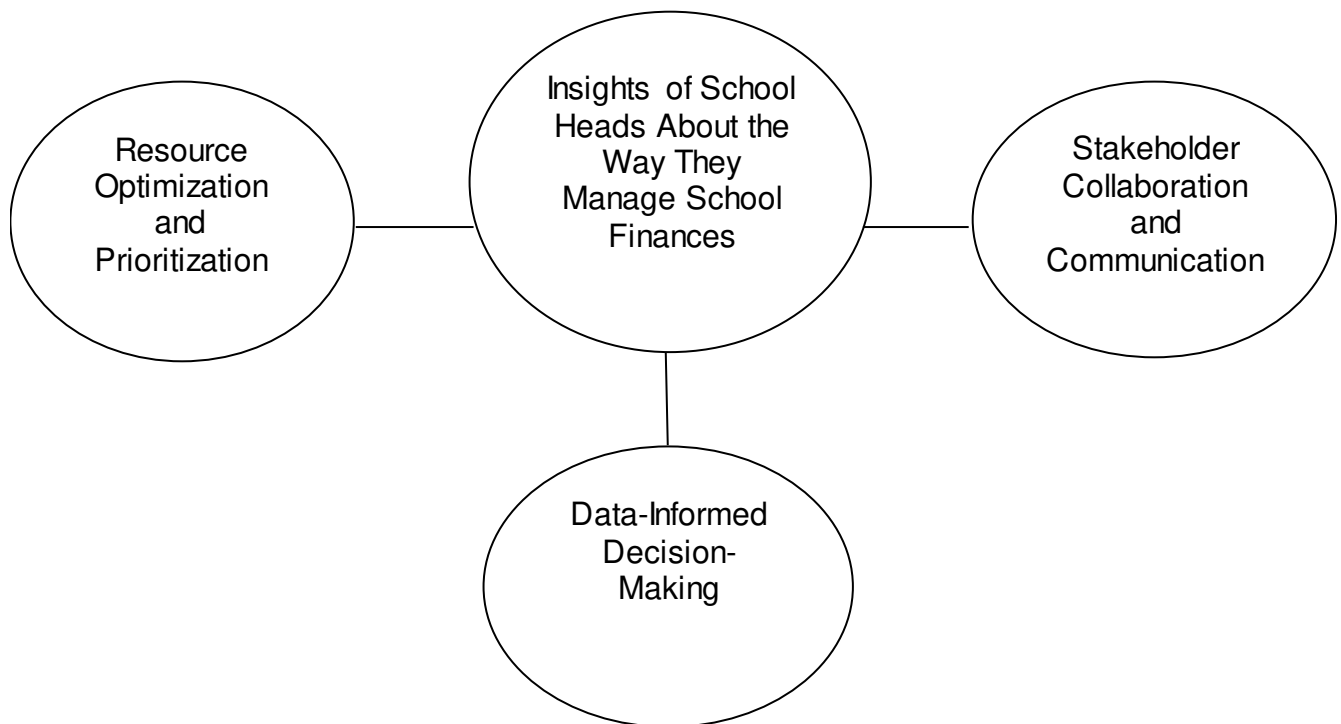 Resource
Optimization
and
Prioritization
Insights of School
Heads About the
Way They
Manage School
Finances
Stakeholder
Collaboration
and
Communication
Data-Informed
Decision-
Making